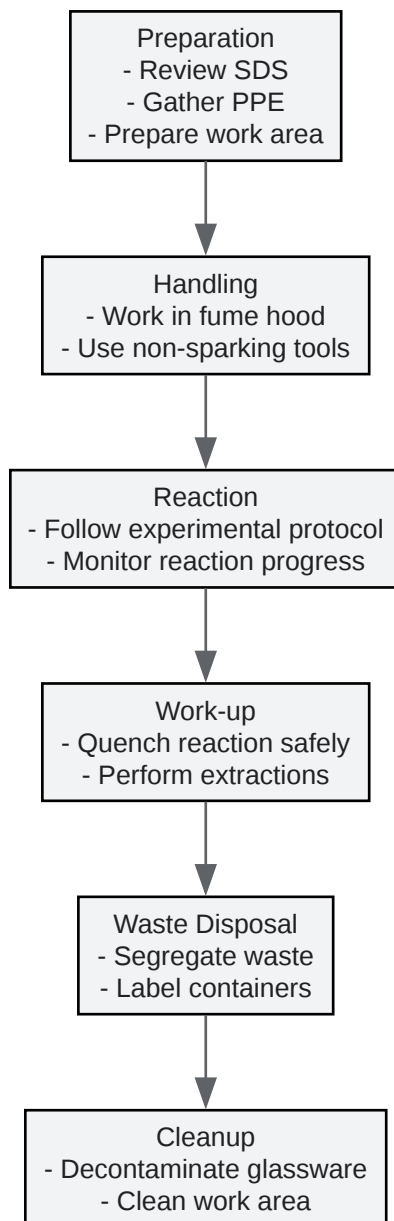 Preparation
- Review SDS
- Gather PPE
- Prepare work area
Handling
- Work in fume hood
- Use non-sparking tools
Reaction
- Follow experimental protocol
- Monitor reaction progress
Work-up
- Quench reaction safely
- Perform extractions
Waste Disposal
- Segregate waste
- Label containers
Cleanup
- Decontaminate glassware
- Clean work area